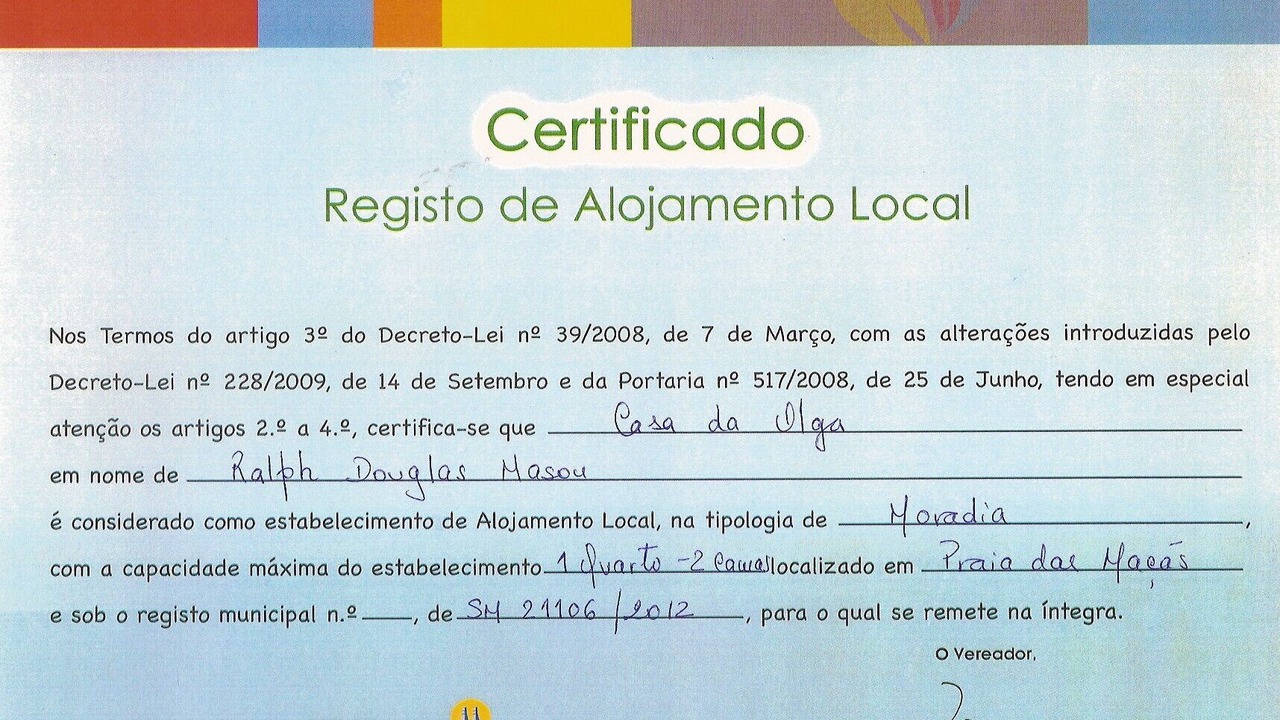 Certificado
Registo de Alojamento Local
Nos Termos do artigo 3º do Decreto-Lei nº 39/2008, de 7 de Março, com as alterações introduzidas pelo
Decreto-Lei nº 228/2009, de 14 de Setembro e da Portaria nº 517/2008, de 25 de Junho, tendo em especial
atenção os artigos 2.º a 4.º, certifica-se que Casa da Olga
em nome de Ralph Douglas Mason
é considerado como estabelecimento de Alojamento Local, na tipologia de Moradia,
com a capacidade máxima do estabelecimento 1 Quarto - 2 Camas localizado em Praia das Maçãs
e sob o registo municipal n.º, de SM 21106/2012, para o qual se remete na íntegra.
O Vereador,